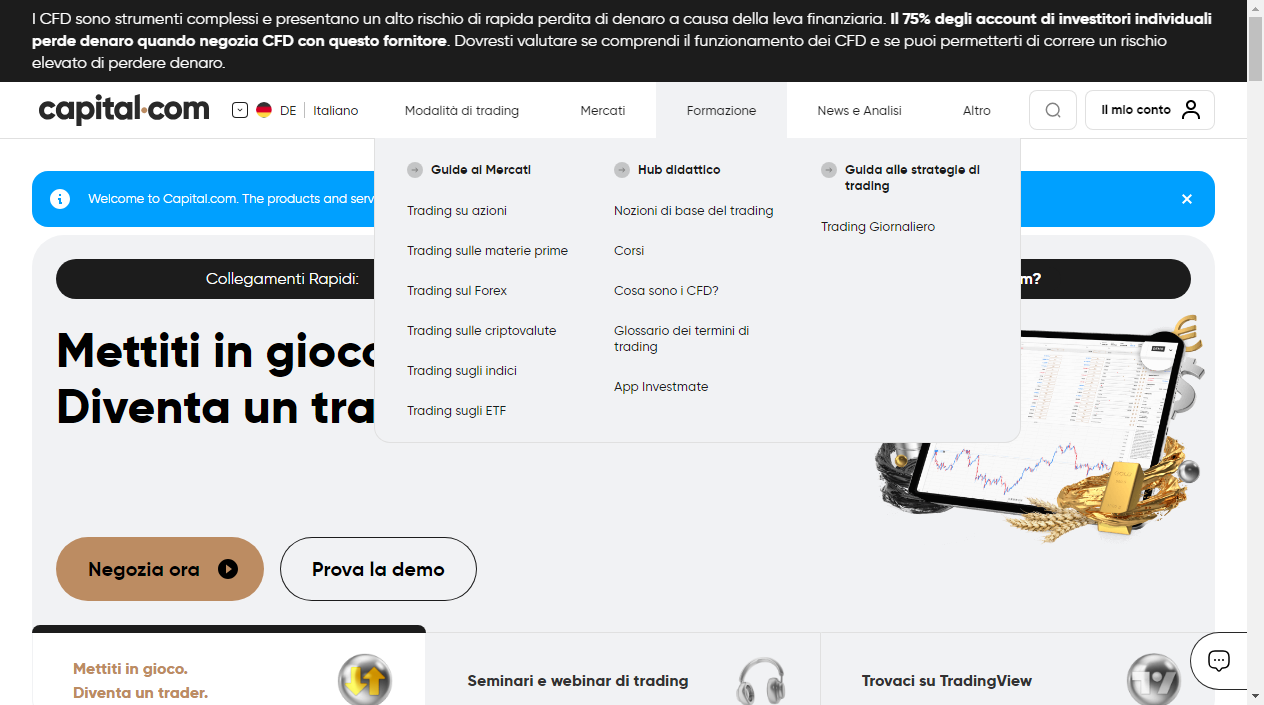 I CFD sono strumenti complessi e presentano un alto rischio di rapida perdita di denaro a causa della leva finanziaria. Il 75% degli account di investitori individuali
perde denaro quando negozia CFD con questo fornitore. Dovresti valutare se comprendi il funzionamento dei CFD e se puoi permetterti di correre un rischio
elevato di perdere denaro.
capital.com DE Italiano Modalità di trading Mercati Formazione News e Analisi Altro Il mio conto
Guide ai Mercati
Trading su azioni
Trading sulle materie prime
Trading sul Forex
Trading sulle criptovalute
Trading sugli indici
Trading sugli ETF
Hub didattico
Nozioni di base del trading
Corsi
Cosa sono i CFD?
Glossario dei termini di
trading
App Investmate
Guida alle strategie di
trading
Trading Giornaliero
Welcome to Capital.com. The products and serv
Collegamenti Rapidi: m?
Mettiti in gioco
Diventa un tra
Negozia ora Prova la demo
Mettiti in gioco.
Diventa un trader.
Seminari e webinar di trading
Trovaci su TradingView